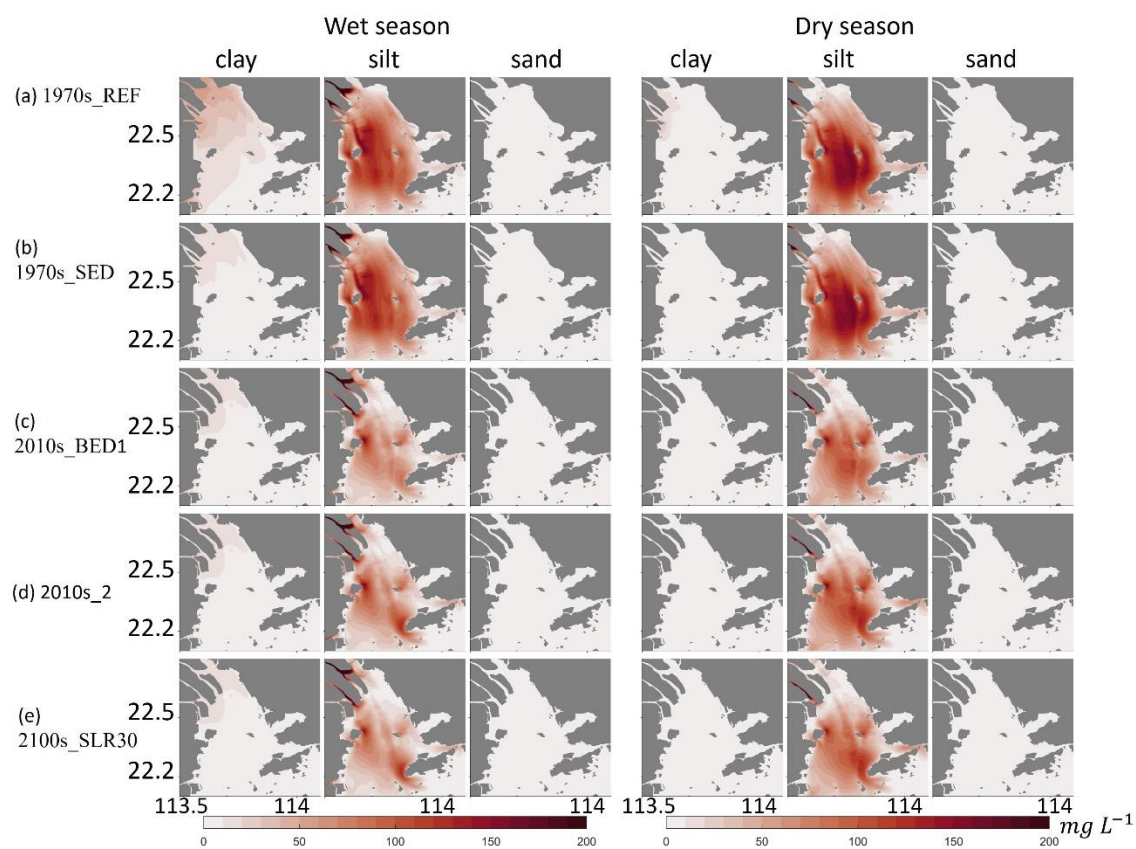 Wet season
Dry season
clay silt sand clay silt sand
(a) 1970s_REF
22.5
22.2
(b)
1970s_SED
22.5
22.2
(c)
2010s_BED1
22.5
22.2
(d) 2010s_2
22.5
22.2
(e)
2100s_SLR30
22.5
22.2
113.5 114 114 114 113.5 114 114 114
0 50 100 150 200 0 50 100 150 200 mg L⁻¹